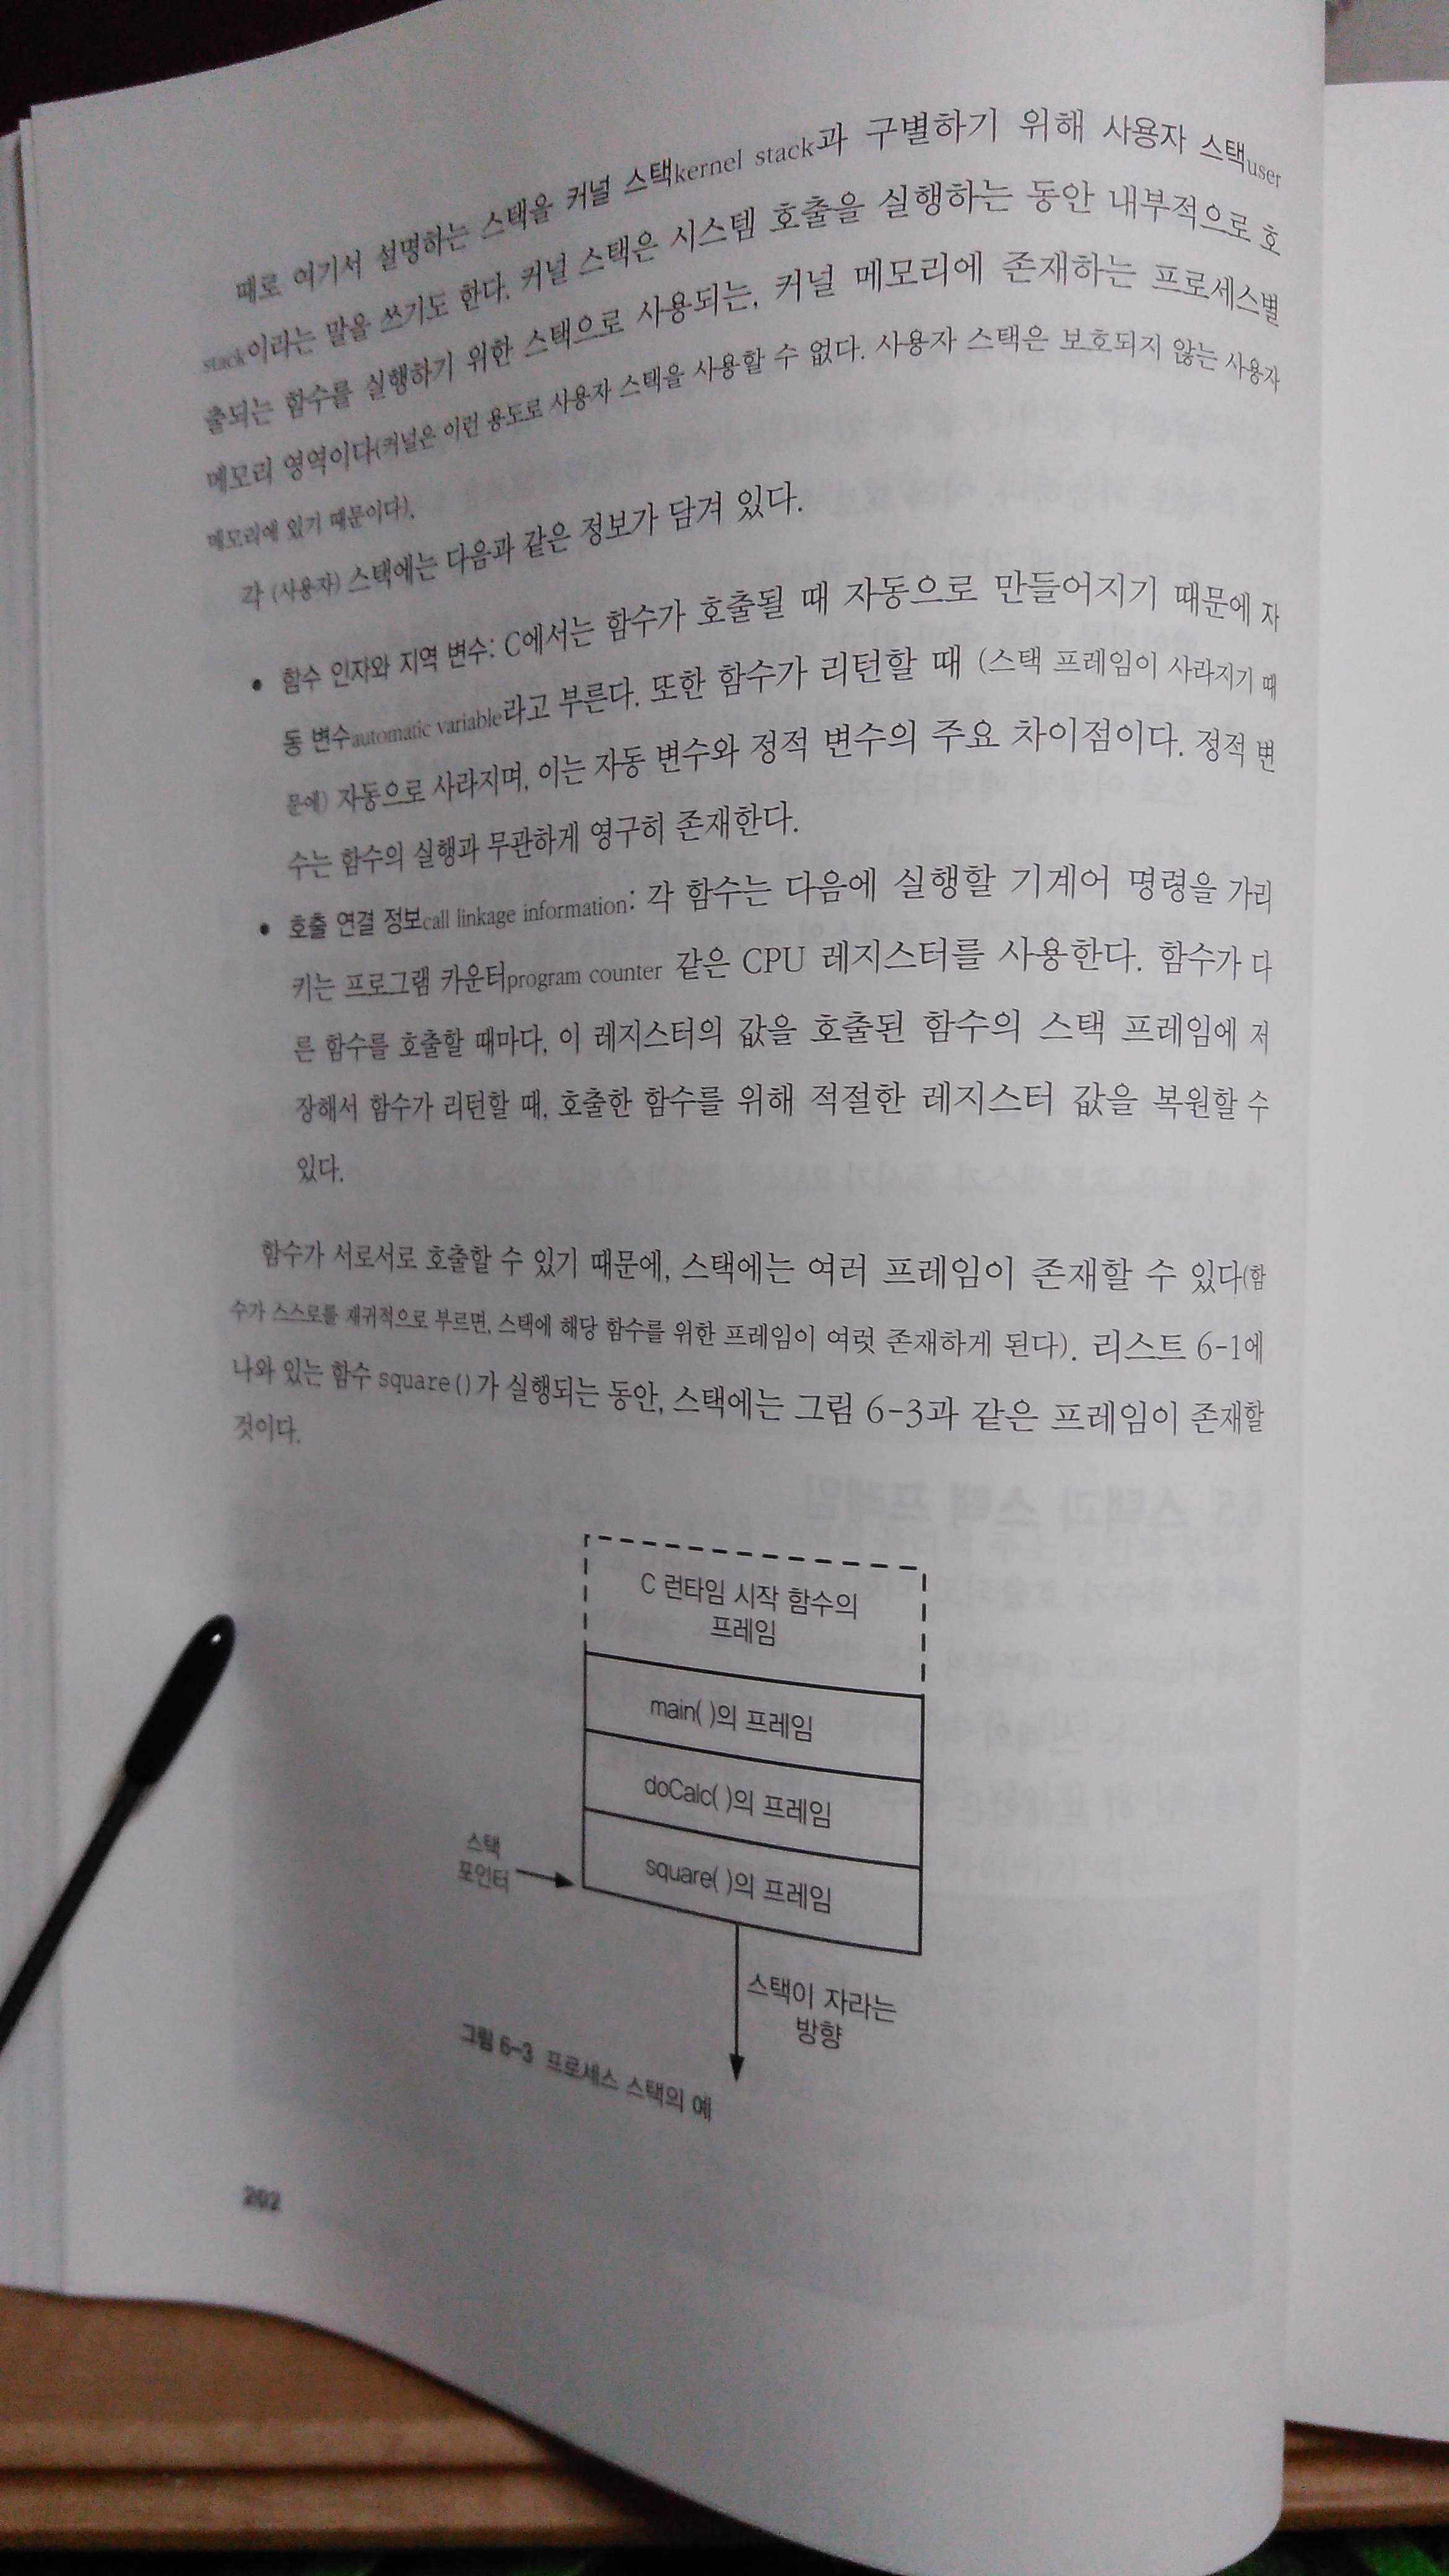 때로 여기서 설명하는 스택을 커널 스택kernel stack과 구별하기 위해 사용자 스택user
stack이라는 말을 쓰기도 한다. 커널 스택은 시스템 호출을 실행하는 동안 내부적으로 호
출되는 함수를 실행하기 위한 스택으로 사용되는, 커널 메모리에 존재하는 프로세스별
메모리 영역이다(커널은 이런 용도로 사용자 스택을 사용할 수 없다. 사용자 스택은 보호되지 않는 사용자
메모리에 있기 때문이다).
각 (사용자) 스택에는 다음과 같은 정보가 담겨 있다.
• 함수 인자와 지역 변수: C에서는 함수가 호출될 때 자동으로 만들어지기 때문에 자
동 변수automatic variable라고 부른다. 또한 함수가 리턴할 때 (스택 프레임이 사라지기 때
문에) 자동으로 사라지며, 이는 자동 변수와 정적 변수의 주요 차이점이다. 정적 변
수는 함수의 실행과 무관하게 영구히 존재한다.
• 호출 연결 정보call linkage information: 각 함수는 다음에 실행할 기계어 명령을 가리
키는 프로그램 카운터program counter 같은 CPU 레지스터를 사용한다. 함수가 다
른 함수를 호출할 때마다, 이 레지스터의 값을 호출된 함수의 스택 프레임에 저
장해서 함수가 리턴할 때, 호출한 함수를 위해 적절한 레지스터 값을 복원할 수
있다.
함수가 서로서로 호출할 수 있기 때문에, 스택에는 여러 프레임이 존재할 수 있다(함
수가 스스로를 재귀적으로 부르면, 스택에 해당 함수를 위한 프레임이 여럿 존재하게 된다). 리스트 6-1에
나와 있는 함수 square()가 실행되는 동안, 스택에는 그림 6-3과 같은 프레임이 존재할
것이다.
C 런타임 시작 함수의
프레임
main( )의 프레임
doCalc( )의 프레임
square( )의 프레임
스택
포인터
스택이 자라는
방향
그림 6-3 프로세스 스택의 예
202